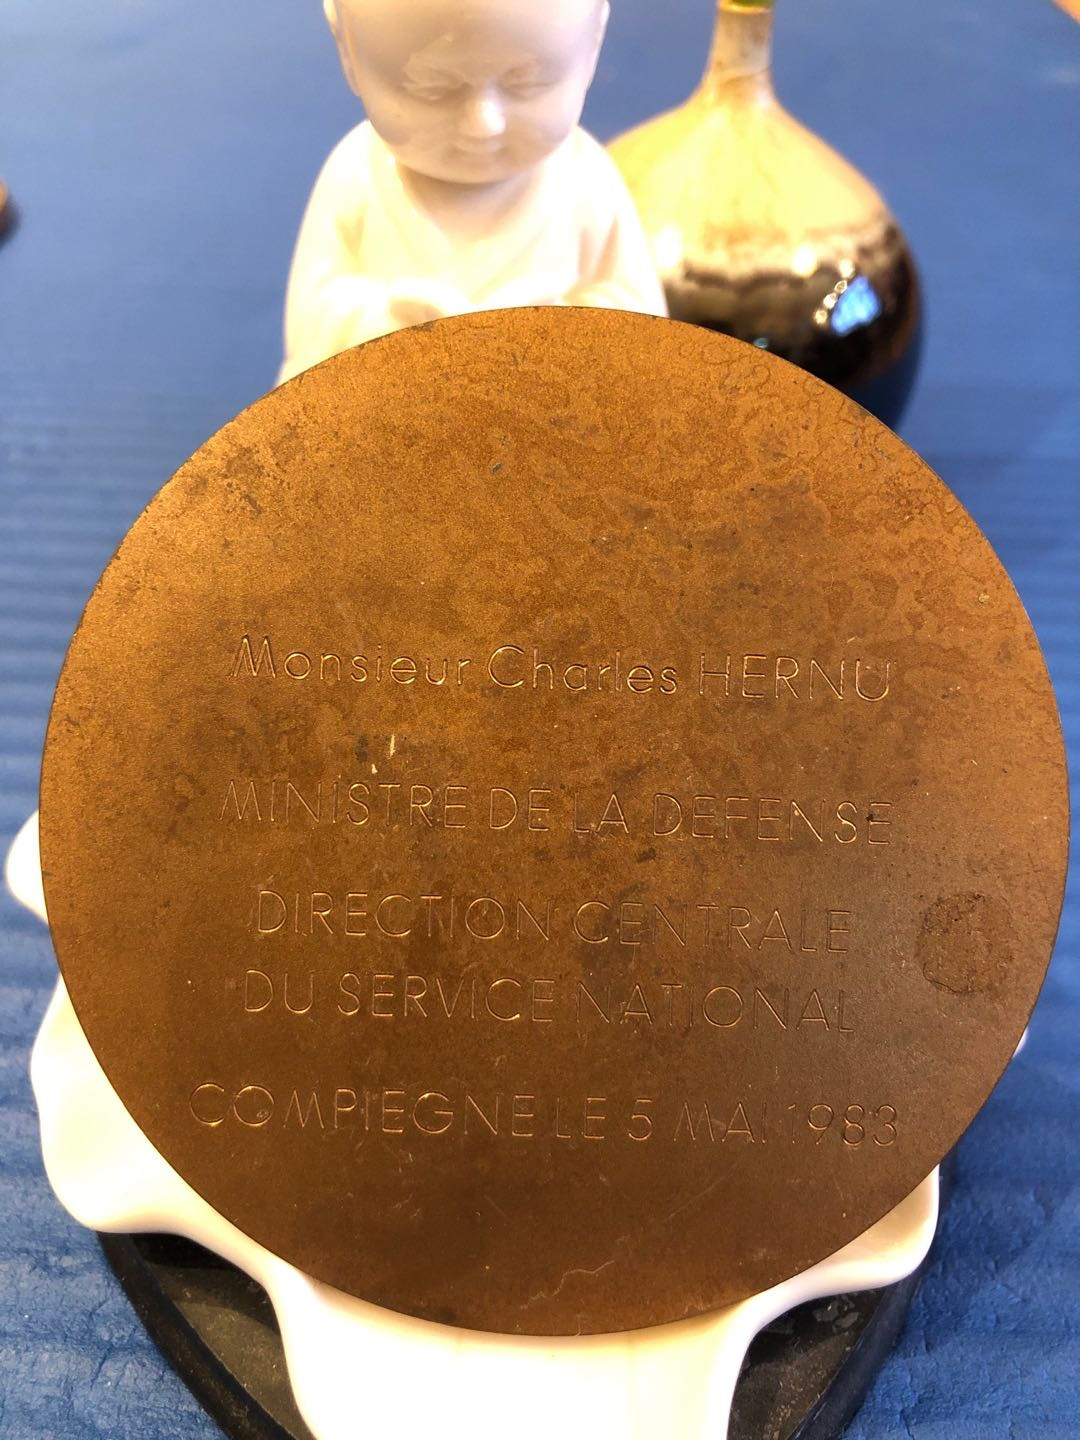 Monsieur Charles HERNU
MINISTRE DE LA DEFENSE
DIRECTION CENTRALE
DU SERVICE NATIONAL
COMPIEGNE LE 5 MAI 1983